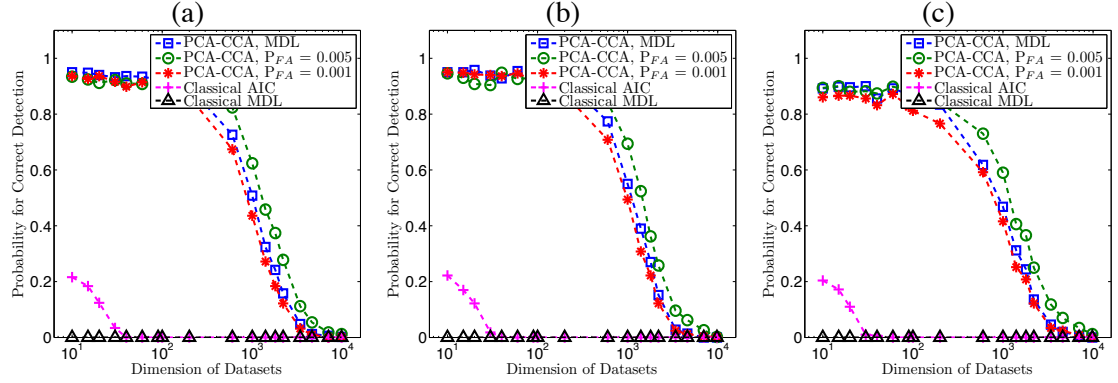 (a)
Probability for Correct Detection
1
0.8
0.6
0.4
0.2
0
PCA-CCA, MDL
PCA-CCA, P_FA = 0.005
PCA-CCA, P_FA = 0.001
Classical AIC
Classical MDL
10^1
10^2
10^3
10^4
Dimension of Datasets
(b)
Probability for Correct Detection
1
0.8
0.6
0.4
0.2
0
PCA-CCA, MDL
PCA-CCA, P_FA = 0.005
PCA-CCA, P_FA = 0.001
Classical AIC
Classical MDL
10^1
10^2
10^3
10^4
Dimension of Datasets
(c)
Probability for Correct Detection
1
0.8
0.6
0.4
0.2
0
PCA-CCA, MDL
PCA-CCA, P_FA = 0.005
PCA-CCA, P_FA = 0.001
Classical AIC
Classical MDL
10^1
10^2
10^3
10^4
Dimension of Datasets